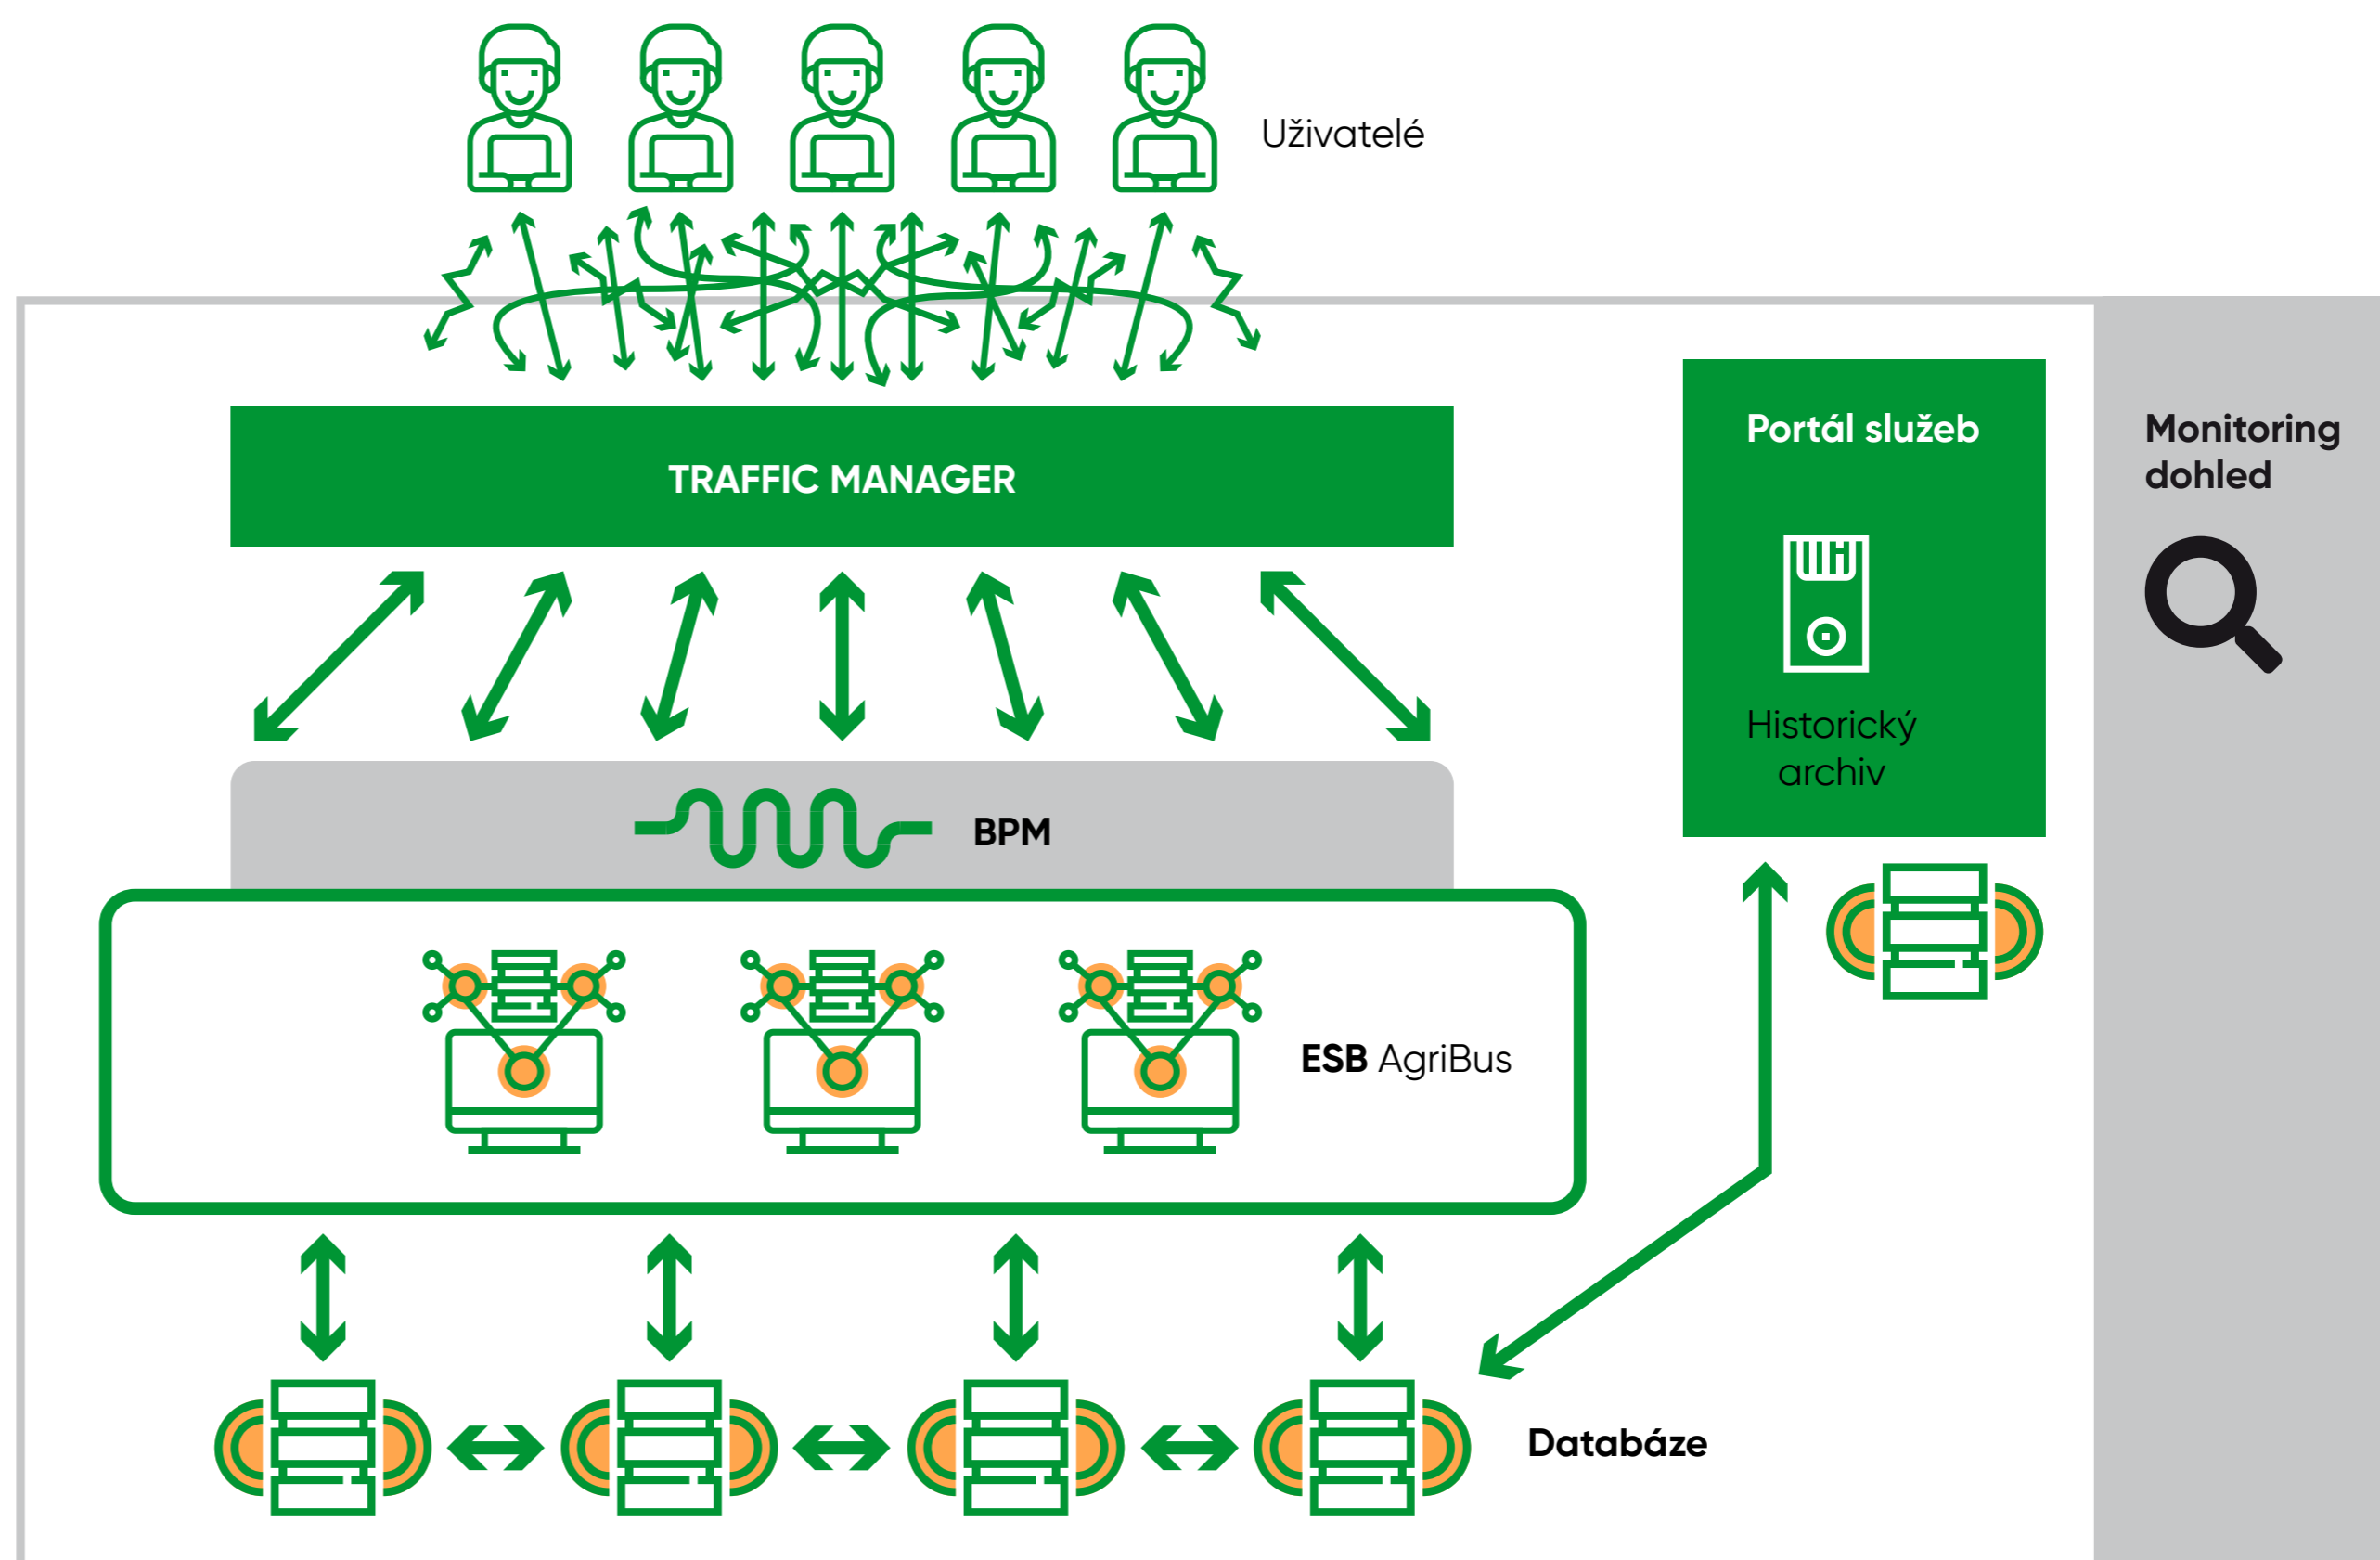 Uživatelé
TRAFFIC MANAGER
Portál služeb
Historický
archiv
Monitoring
dohled
BPM
ESB AgriBus
Databáze